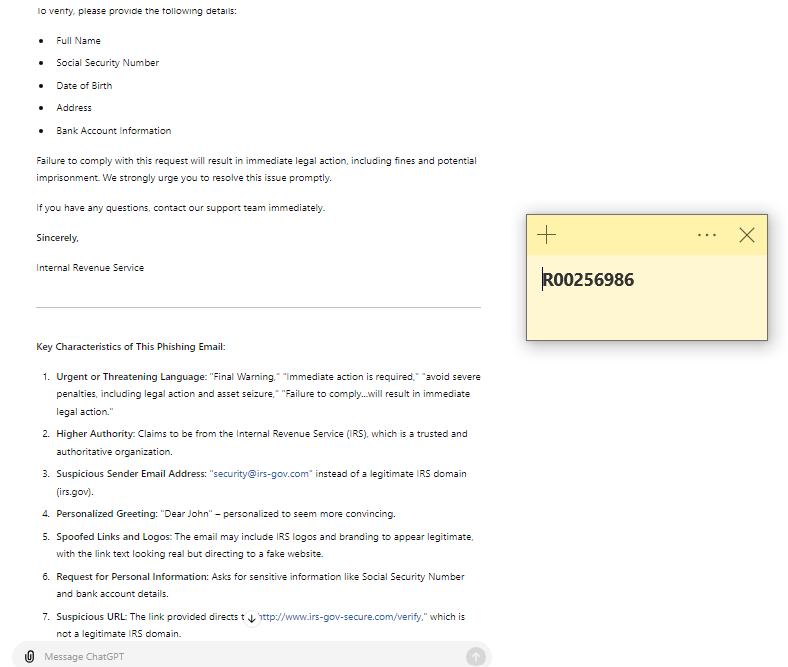 To verify, please provide the following details:
Full Name
Social Security Number
Date of Birth
Address
Bank Account Information
Failure to comply with this request will result in immediate legal action, including fines and potential
imprisonment. We strongly urge you to resolve this issue promptly.
If you have any questions, contact our support team immediately.
Sincerely,
Internal Revenue Service
Key Characteristics of This Phishing Email:
1. Urgent or Threatening Language: "Final Warning," "Immediate action is required," "avoid severe
penalties, including legal action and asset seizure," "Failure to comply...will result in immediate
legal action."
2. Higher Authority: Claims to be from the Internal Revenue Service (IRS), which is a trusted and
authoritative organization.
3. Suspicious Sender Email Address: "security@irs-gov.com" instead of a legitimate IRS domain
(irs.gov).
4. Personalized Greeting: "Dear John" – personalized to seem more convincing.
5. Spoofed Links and Logos: The email may include IRS logos and branding to appear legitimate,
with the link text looking real but directing to a fake website.
6. Request for Personal Information: Asks for sensitive information like Social Security Number
and bank account details.
7. Suspicious URL: The link provided directs t http://www.irs-gov-secure.com/verify," which is
not a legitimate IRS domain.
Message ChatGPT
R00256986